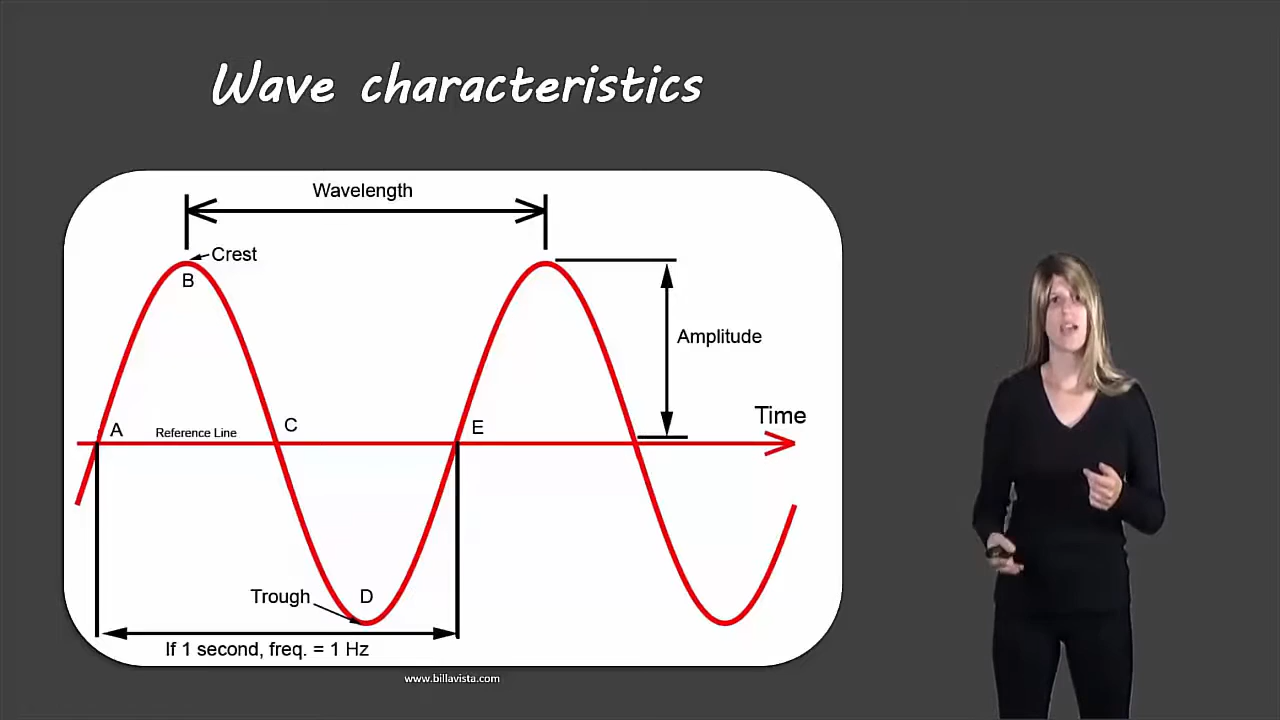 Wave characteristics
Wavelength
Crest
B
Amplitude
Time
A
Reference Line
C
E
Trough
D
If 1 second, freq. = 1 Hz
www.billavista.com